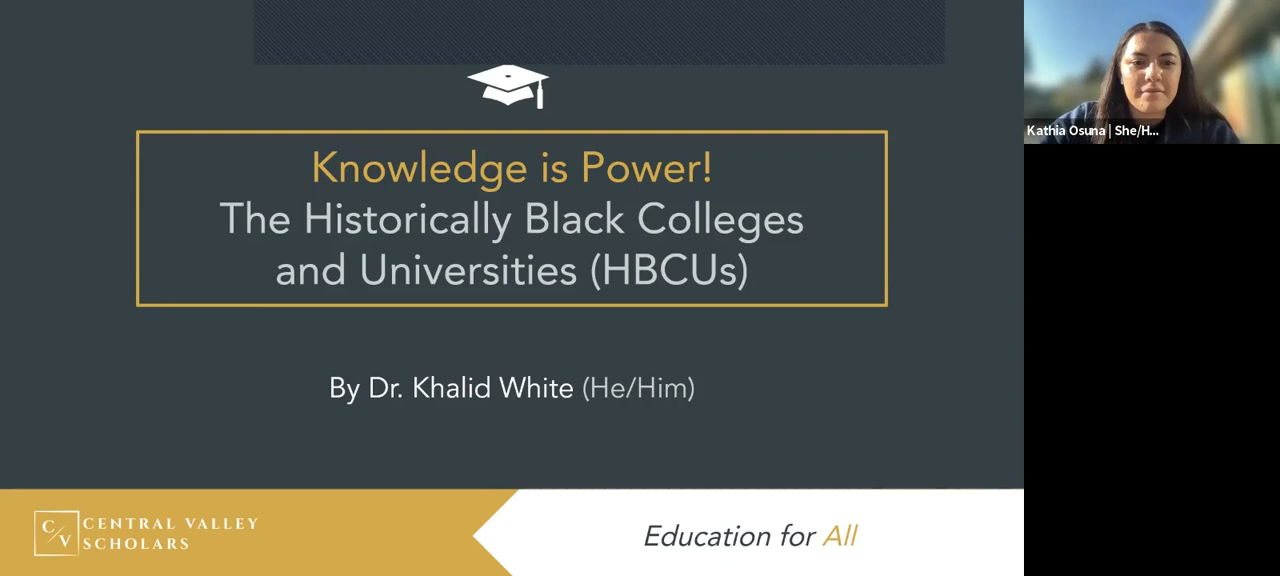 Knowledge is Power!
The Historically Black Colleges
and Universities (HBCUs)
By Dr. Khalid White (He/Him)
C/V
CENTRAL VALLEY
SCHOLARS
Education for All
Kathia Osuna | She/H...